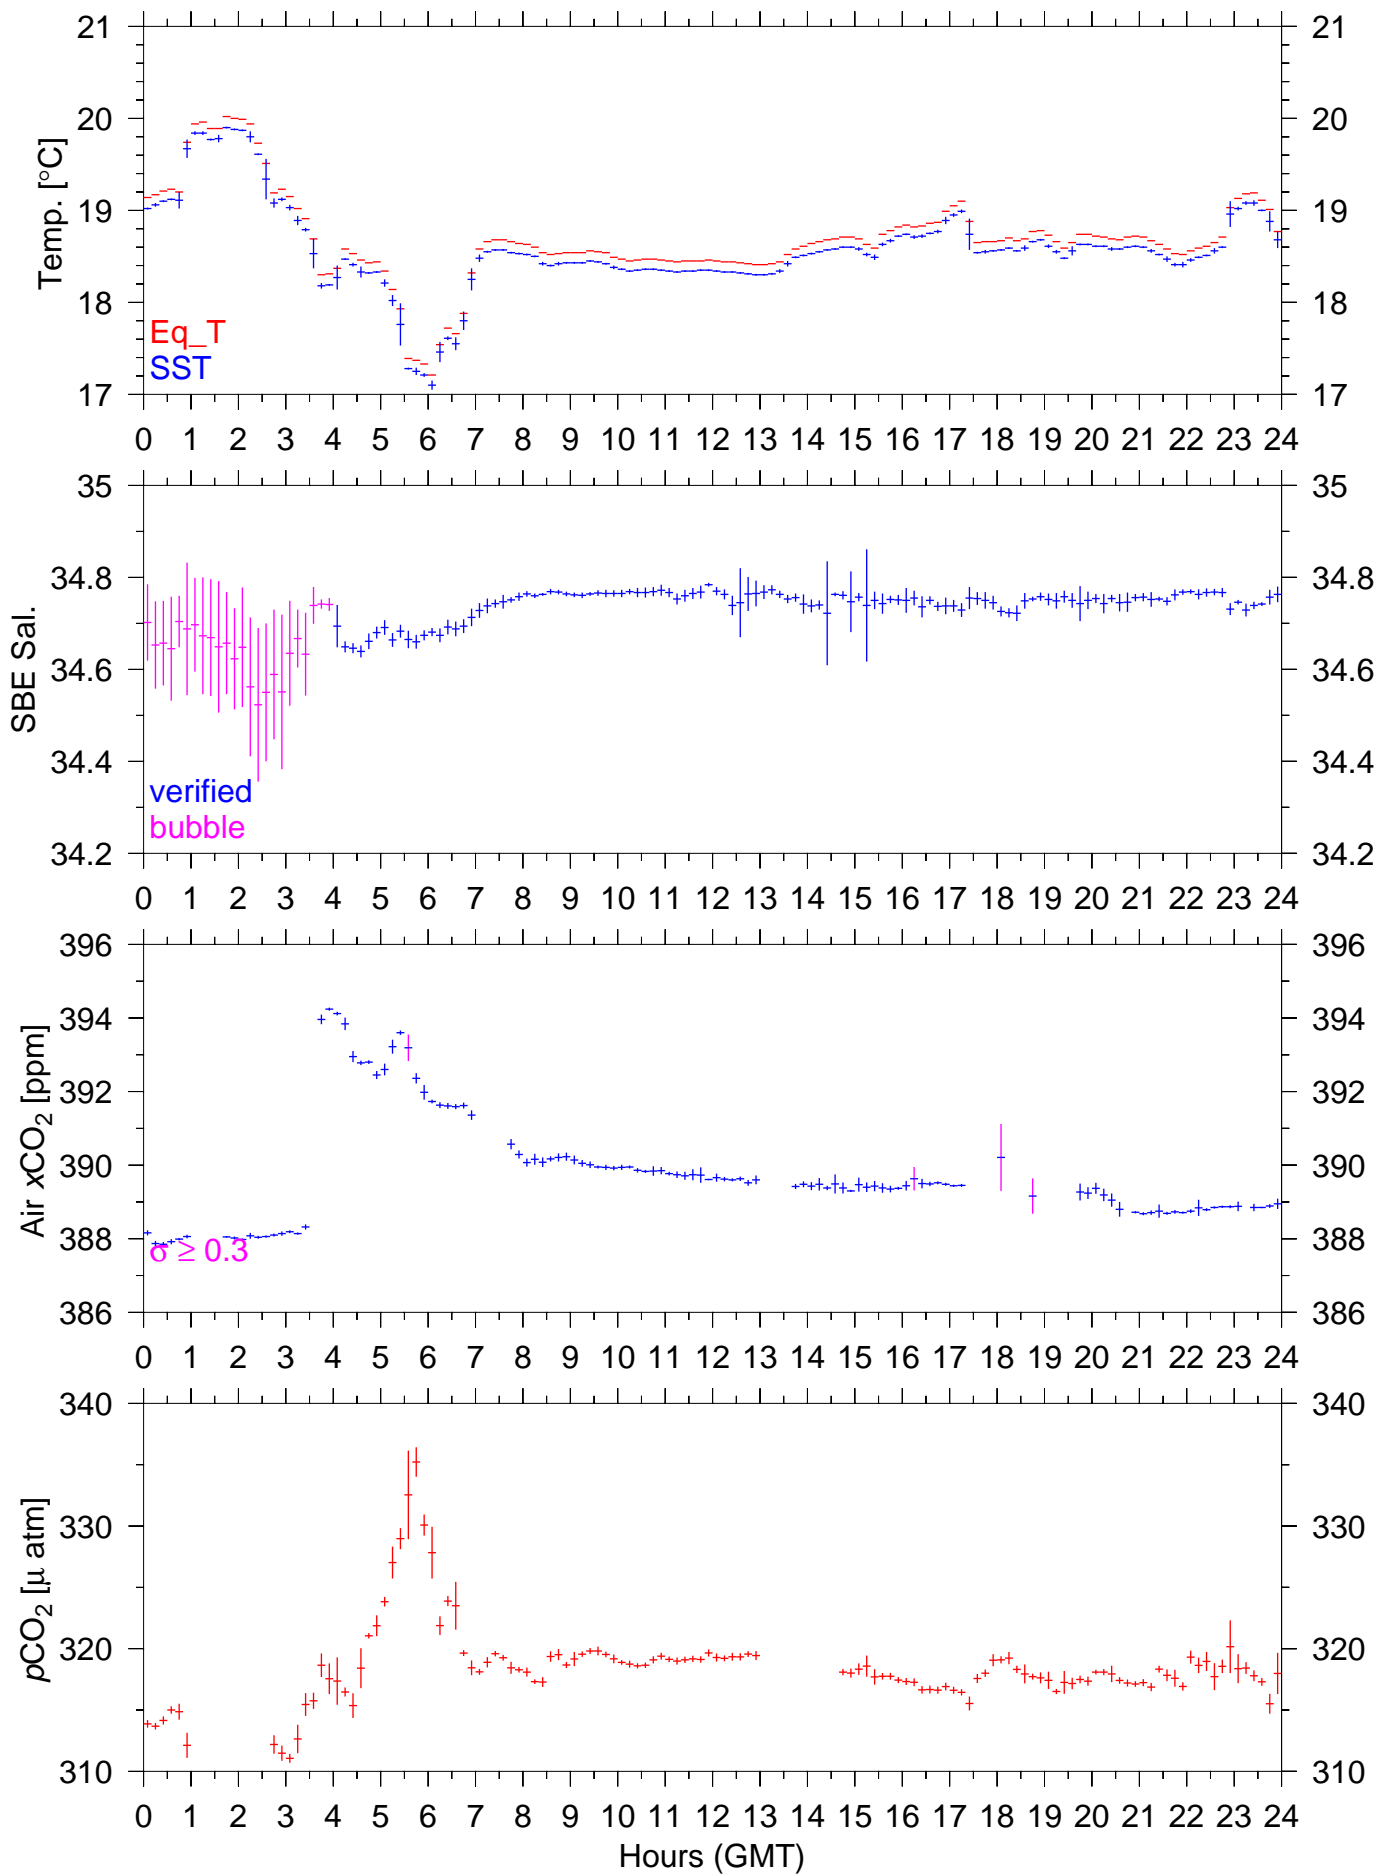 21 21
20 20
Temp. [°C]
19 19
18 18
Eq_T
SST
17 17
0 1 2 3 4 5 6 7 8 9 10 11 12 13 14 15 16 17 18 19 20 21 22 23 24
35 35
34.8 34.8
SBE Sal.
34.6 34.6
34.4 34.4
verified
bubble
34.2 34.2
0 1 2 3 4 5 6 7 8 9 10 11 12 13 14 15 16 17 18 19 20 21 22 23 24
396 396
394 394
Air xCO₂ [ppm]
392 392
390 390
388 388
σ ≥ 0.3
386 386
0 1 2 3 4 5 6 7 8 9 10 11 12 13 14 15 16 17 18 19 20 21 22 23 24
340 340
330 330
pCO₂ [μ atm]
320 320
310 310
0 1 2 3 4 5 6 7 8 9 10 11 12 13 14 15 16 17 18 19 20 21 22 23 24
Hours (GMT)